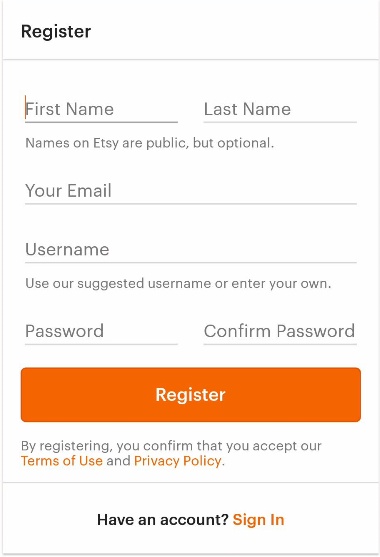 Register
First Name Last Name
Names on Etsy are public, but optional.
Your Email
Username
Use our suggested username or enter your own.
Password Confirm Password
Register
By registering, you confirm that you accept our
Terms of Use and Privacy Policy.
Have an account? Sign In